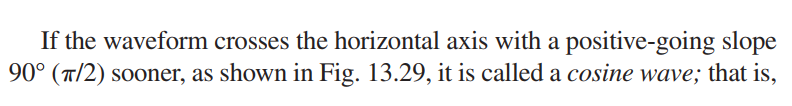 If the waveform crosses the horizontal axis with a positive-going slope
90° (π/2) sooner, as shown in Fig. 13.29, it is called a cosine wave; that is,